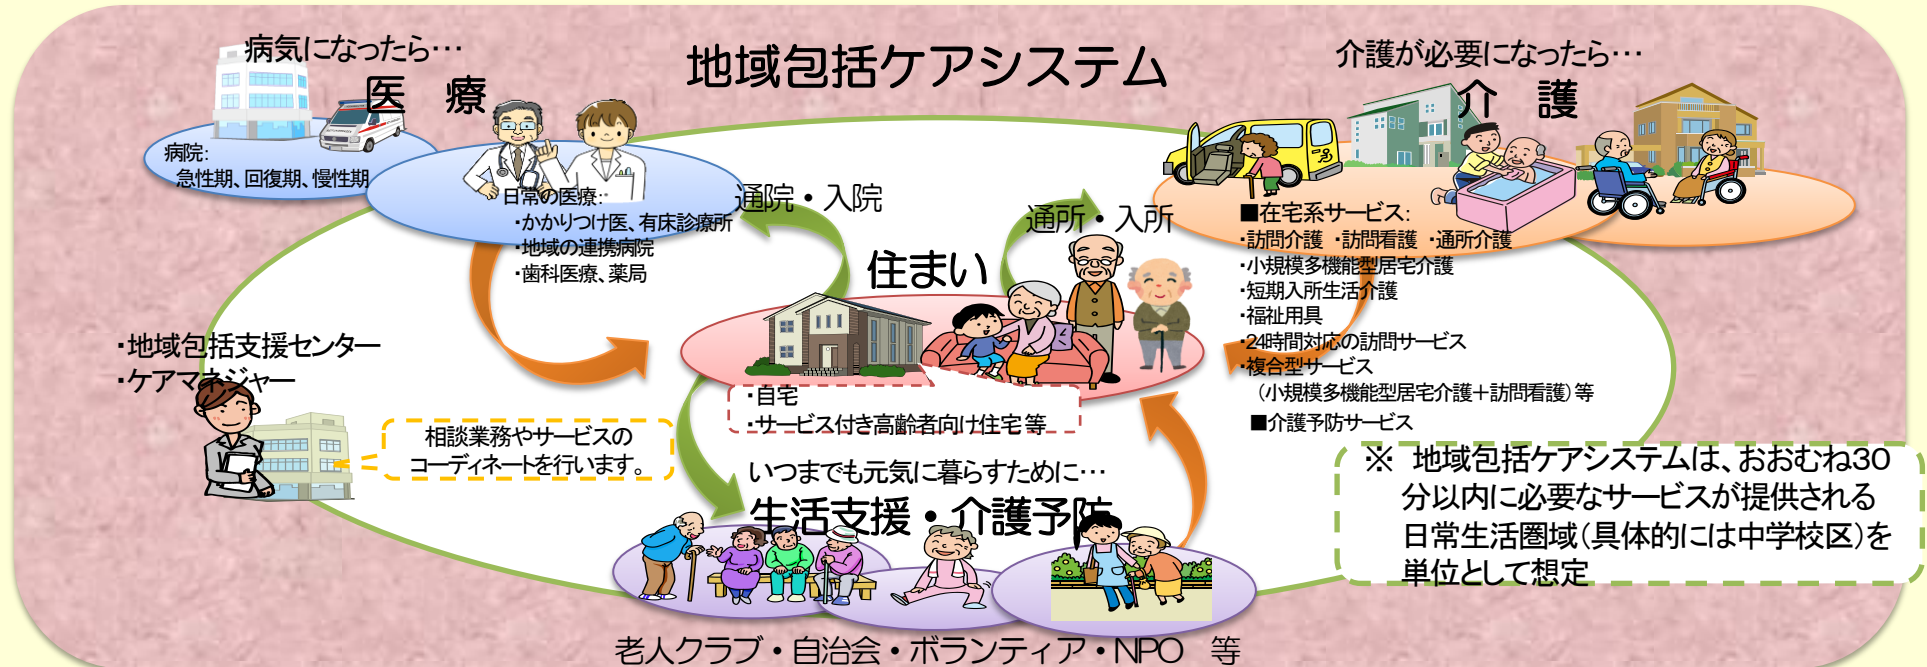 地域包括ケアシステム
病気になったら…
医　療
病院:
急性期、回復期、慢性期
日常の医療:
・かかりつけ医、有床診療所
・地域の連携病院
・歯科医療、薬局
通院・入院
通所・入所
住まい
・自宅
・サービス付き高齢者向け住宅 等
介護が必要になったら…
介　護
■在宅系サービス:
・訪問介護 ・訪問看護 ・通所介護
・小規模多機能型居宅介護
・短期入所生活介護
・福祉用具
・24時間対応の訪問サービス
・複合型サービス
（小規模多機能型居宅介護＋訪問看護）等
■介護予防サービス
・地域包括支援センター
・ケアマネジャー
相談業務やサービスの
コーディネートを行います。
いつまでも元気に暮らすために…
生活支援・介護予防
老人クラブ・自治会・ボランティア・NPO　等
※　地域包括ケアシステムは、おおむね30
分以内に必要なサービスが提供される
日常生活圏域（具体的には中学校区）を
単位として想定